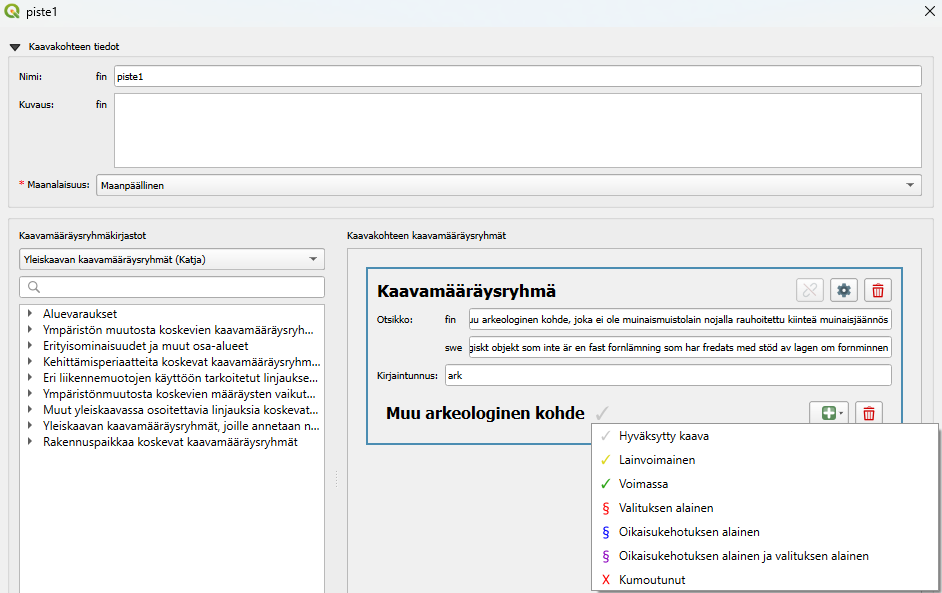 piste1
Kaavakohteen tiedot
Nimi: fin piste1
Kuvaus: fin
* Maanalaisuus: Maanpäällinen
Kaavamääräysryhmäkirjastot
Kaavakohteen kaavamääräysryhmät
Yleiskaavan kaavamääräysryhmät (Katja)
Aluevaraukset
Ympäristön muutosta koskevien kaavamääräysryh...
Erityisominaisuudet ja muut osa-alueet
Kehittämisperiaatteita koskevat kaavamääräysryhm...
Eri liikennemuotojen käyttöön tarkoitetut linjaukse...
Ympäristönmuutosta koskevien määräysten vaikut...
Muut yleiskaavassa osoitettavia linjauksia koskevat...
Yleiskaavan kaavamääräysryhmät, joille annetaan n...
Rakennuspaikkaa koskevat kaavamääräysryhmät
Kaavamääräysryhmä
Otsikko: fin uu arkeologinen kohde, joka ei ole muinaismuistolain nojalla rauhoitettu kiinteä muinaisjäännös
swe giskt objekt som inte är en fast fornlämning som har fredats med stöd av lagen om fornminnen
Kirjaintunnus: ark
Muu arkeologinen kohde ✓
✓ Hyväksytty kaava
✓ Lainvoimainen
✓ Voimassa
§ Valituksen alainen
§ Oikaisukehotuksen alainen
§ Oikaisukehotuksen alainen ja valituksen alainen
X Kumoutunut